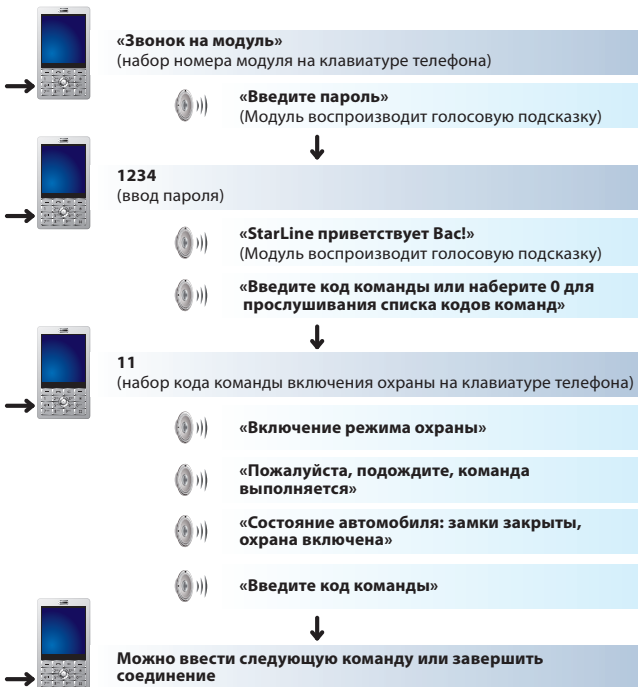 «Звонок на модуль»
(набор номера модуля на клавиатуре телефона)
«Введите пароль»
(Модуль воспроизводит голосовую подсказку)
1234
(ввод пароля)
«StarLine приветствует Вас!»
(Модуль воспроизводит голосовую подсказку)
«Введите код команды или наберите 0 для
прослушивания списка кодов команд»
11
(набор кода команды включения охраны на клавиатуре телефона)
«Включение режима охраны»
«Пожалуйста, подождите, команда
выполняется»
«Состояние автомобиля: замки закрыты,
охрана включена»
«Введите код команды»
Можно ввести следующую команду или завершить
соединение